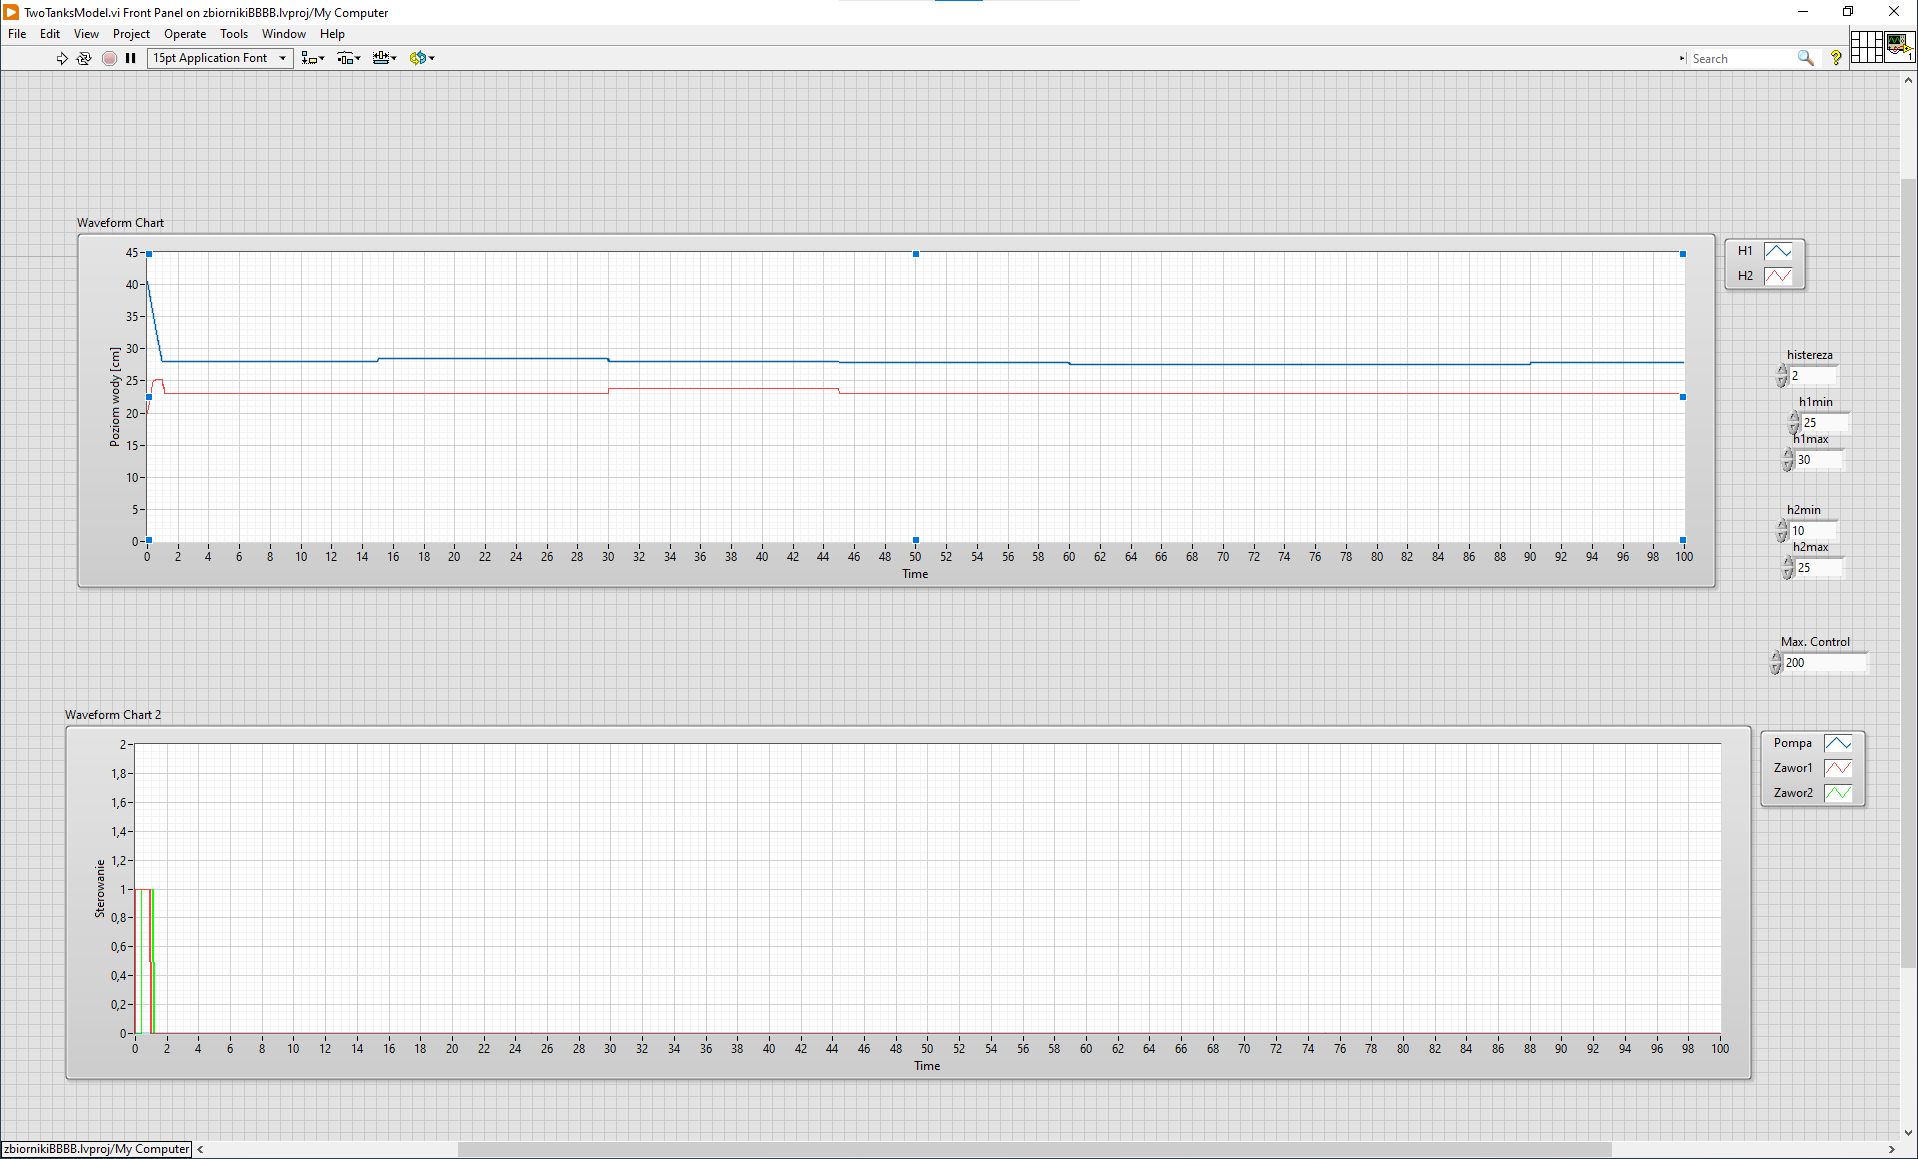 TwoTanksModel.vi Front Panel on zbiornikiBBBB.lvproj/My Computer
File Edit View Project Operate Tools Window Help
15pt Application Font
Search
1
Waveform Chart
45
40
35
30
25
20
15
10
5
0
Poziom wody [cm]
0 2 4 6 8 10 12 14 16 18 20 22 24 26 28 30 32 34 36 38 40 42 44 46 48 50 52 54 56 58 60 62 64 66 68 70 72 74 76 78 80 82 84 86 88 90 92 94 96 98 100
Time
H1
H2
histereza
2
h1min
25
h1max
30
h2min
10
h2max
25
Max. Control
200
Waveform Chart 2
2
1,8
1,6
1,4
1,2
1
0,8
0,6
0,4
0,2
0
Sterowanie
0 2 4 6 8 10 12 14 16 18 20 22 24 26 28 30 32 34 36 38 40 42 44 46 48 50 52 54 56 58 60 62 64 66 68 70 72 74 76 78 80 82 84 86 88 90 92 94 96 98 100
Time
Pompa
Zawor1
Zawor2
zbiornikiBBBB.lvproj/My Computer